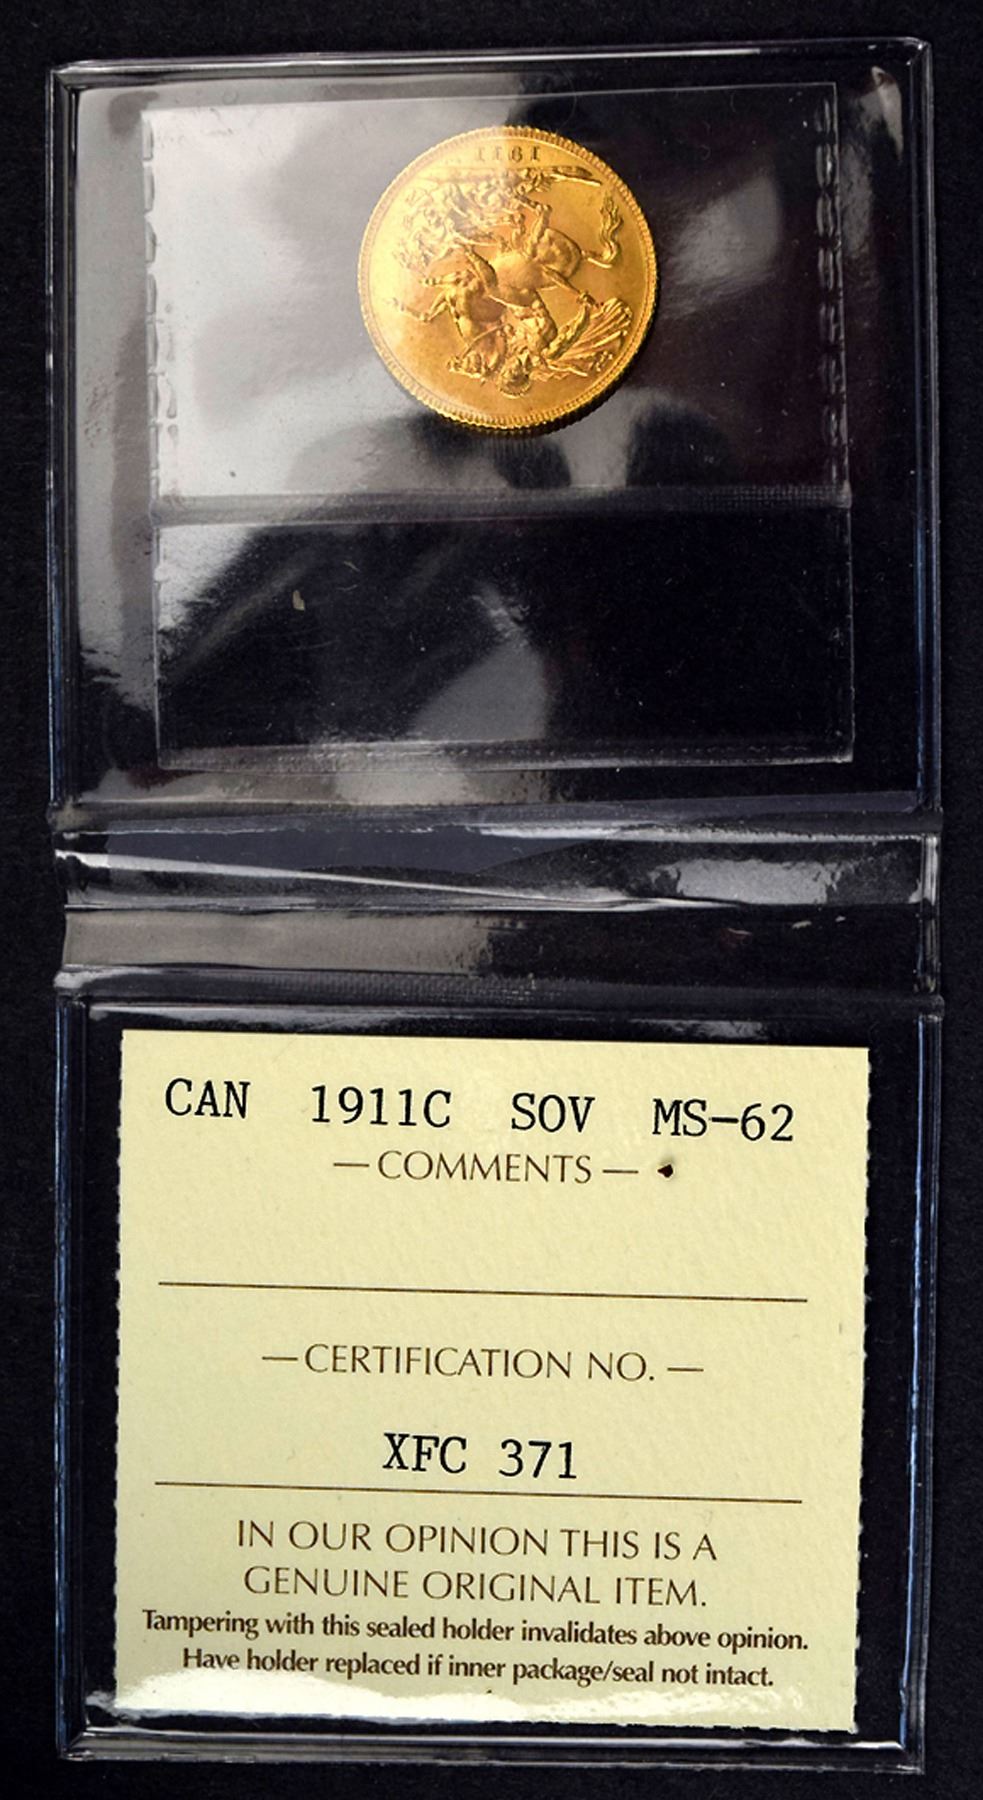 1911
CAN 1911C SOV MS-62
— COMMENTS —
— CERTIFICATION NO. —
XFC 371
IN OUR OPINION THIS IS A
GENUINE ORIGINAL ITEM.
Tampering with this sealed holder invalidates above opinion.
Have holder replaced if inner package/seal not intact.